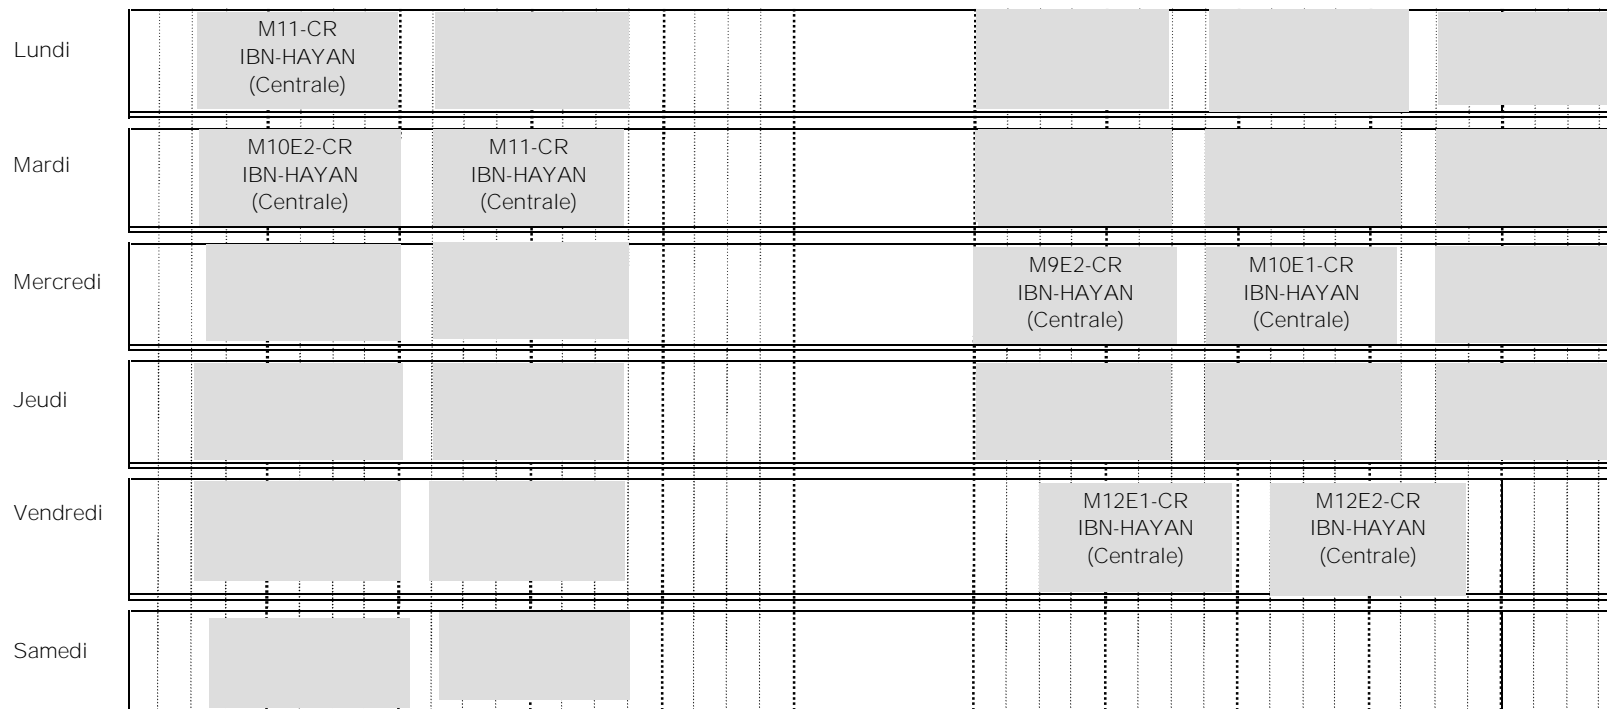 Lundi
M11-CR
IBN-HAYAN
(Centrale)
Mardi
M10E2-CR
IBN-HAYAN
(Centrale)
M11-CR
IBN-HAYAN
(Centrale)
Mercredi
M9E2-CR
IBN-HAYAN
(Centrale)
M10E1-CR
IBN-HAYAN
(Centrale)
Jeudi
Vendredi
M12E1-CR
IBN-HAYAN
(Centrale)
M12E2-CR
IBN-HAYAN
(Centrale)
Samedi